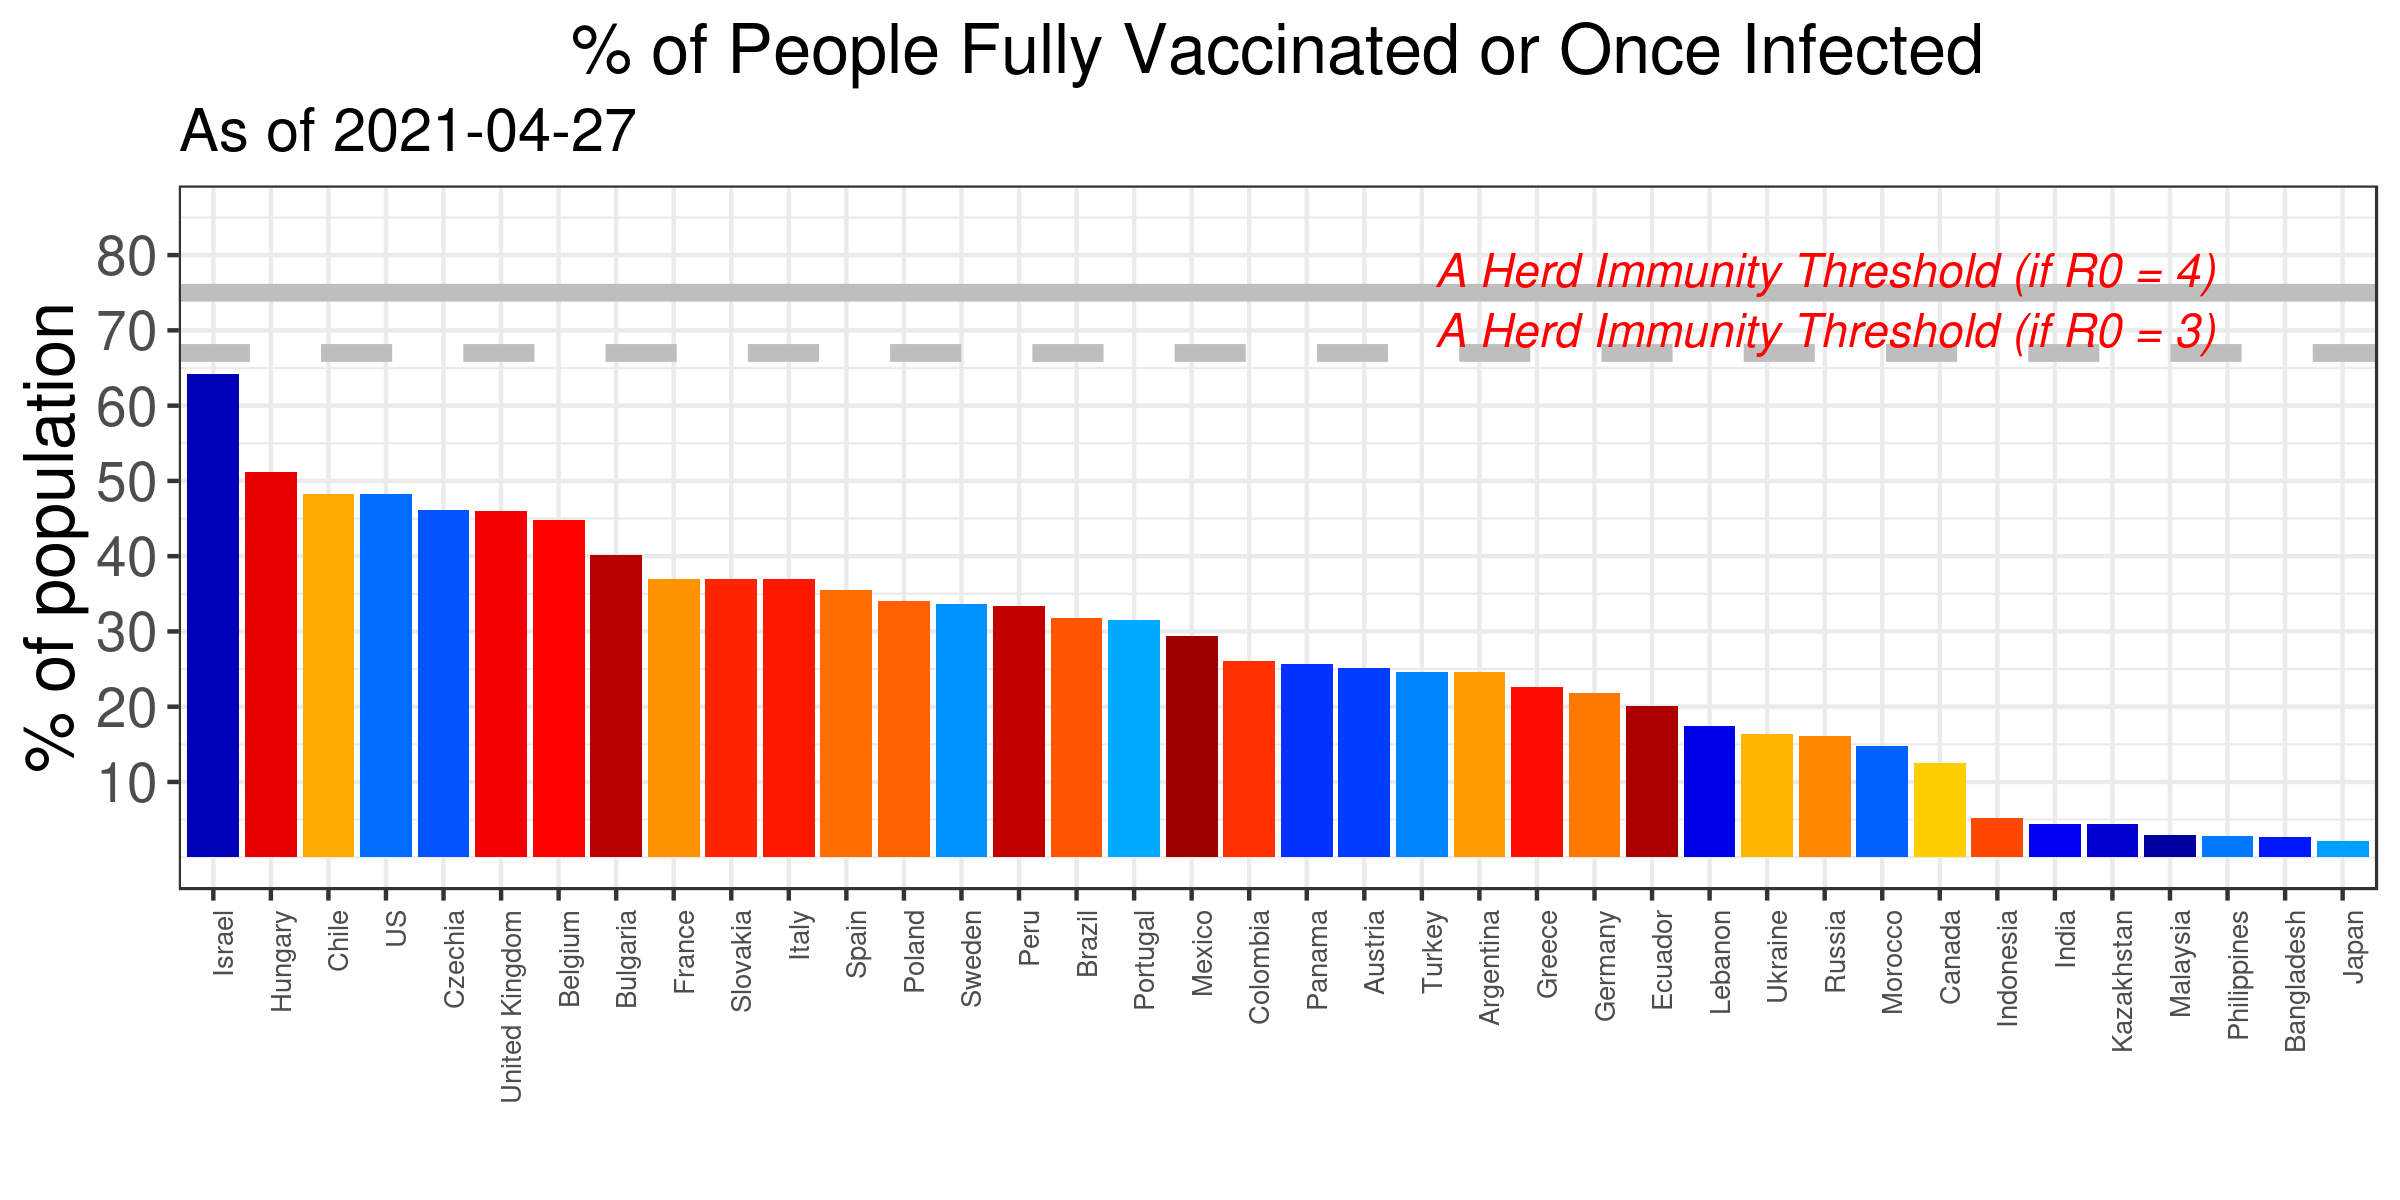 % of People Fully Vaccinated or Once Infected
As of 2021-04-27
% of population
80
70
60
50
40
30
20
10
A Herd Immunity Threshold (if R0 = 4)
A Herd Immunity Threshold (if R0 = 3)
Israel
Hungary
Chile
US
Czechia
United Kingdom
Belgium
Bulgaria
France
Slovakia
Italy
Spain
Poland
Sweden
Peru
Brazil
Portugal
Mexico
Colombia
Panama
Austria
Turkey
Argentina
Greece
Germany
Ecuador
Lebanon
Ukraine
Russia
Morocco
Canada
Indonesia
India
Kazakhstan
Malaysia
Philippines
Bangladesh
Japan